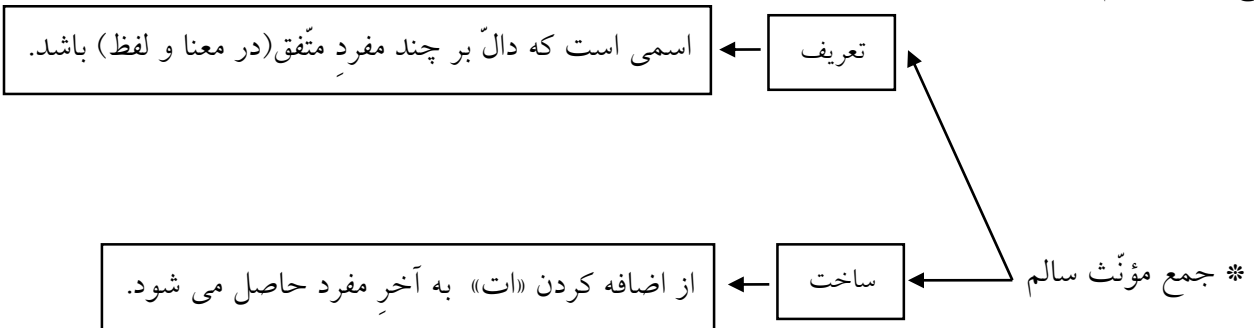 تعریف
اسمی است که دالّ بر چند مفردِ متّفق(در معنا و لفظ) باشد.
* جمع مؤنّث سالم
ساخت
از اضافه کردن «ات» به آخرِ مفرد حاصل می شود.